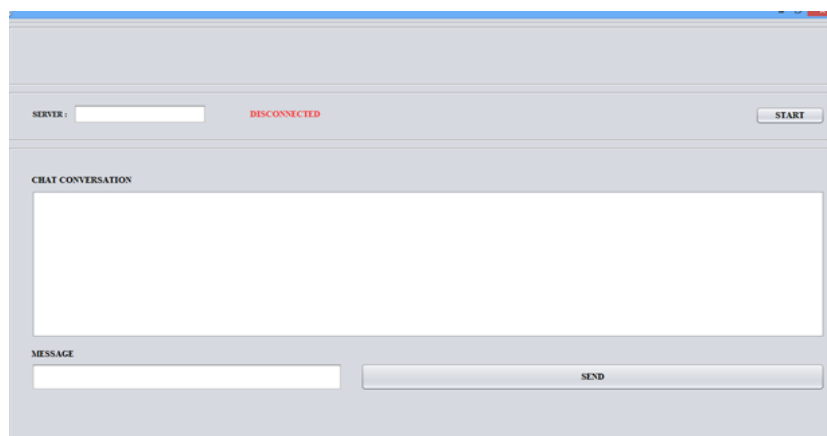 SERVER :
DISCONNECTED
START
CHAT CONVERSATION
MESSAGE
SEND